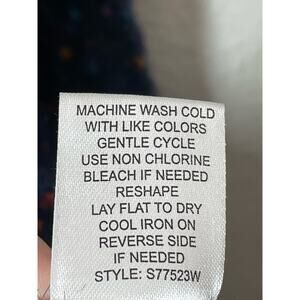 MACHINE WASH COLD
WITH LIKE COLORS
GENTLE CYCLE
USE NON CHLORINE
BLEACH IF NEEDED
RESHAPE
LAY FLAT TO DRY
COOL IRON ON
REVERSE SIDE
IF NEEDED
STYLE: S77523W